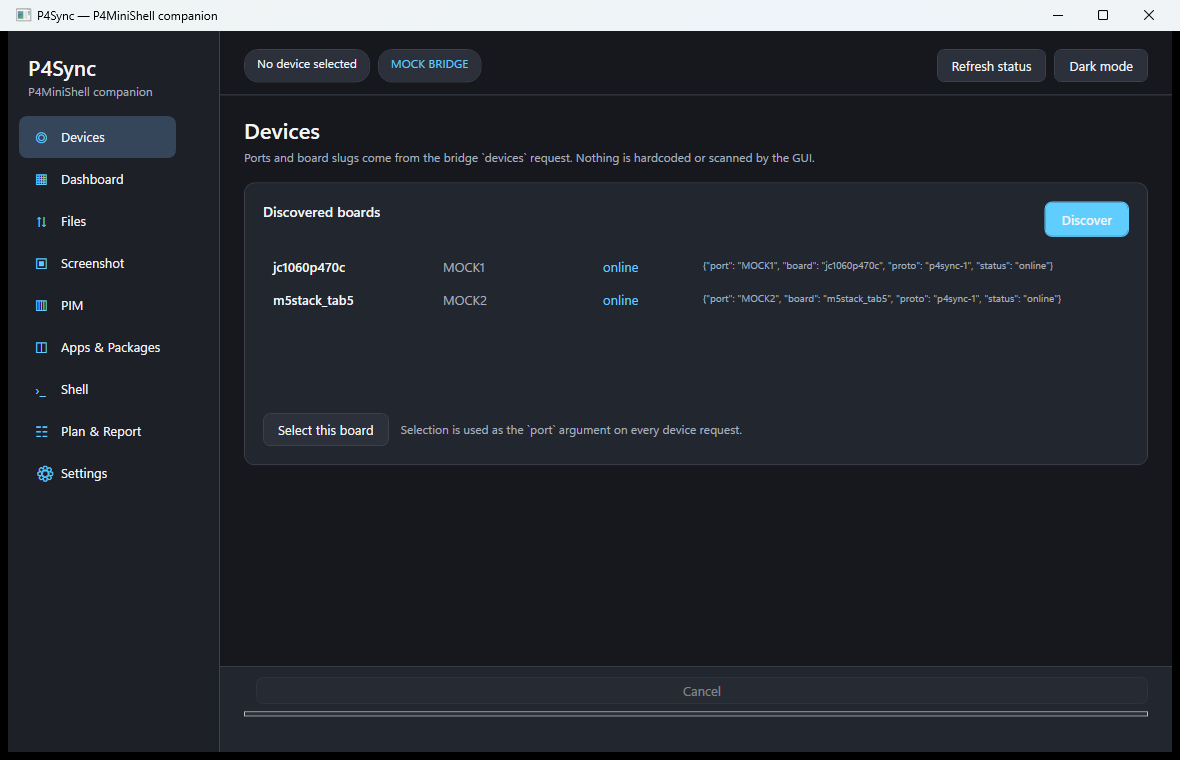 P4Sync — P4MiniShell companion
P4Sync
P4MiniShell companion
Devices
Dashboard
Files
Screenshot
PIM
Apps & Packages
Shell
Plan & Report
Settings
No device selected
MOCK BRIDGE
Refresh status
Dark mode
Devices
Ports and board slugs come from the bridge `devices` request. Nothing is hardcoded or scanned by the GUI.
Discovered boards
Discover
jc1060p470c MOCK1 online {"port": "MOCK1", "board": "jc1060p470c", "proto": "p4sync-1", "status": "online"}
m5stack_tab5 MOCK2 online {"port": "MOCK2", "board": "m5stack_tab5", "proto": "p4sync-1", "status": "online"}
Select this board
Selection is used as the `port` argument on every device request.
Cancel